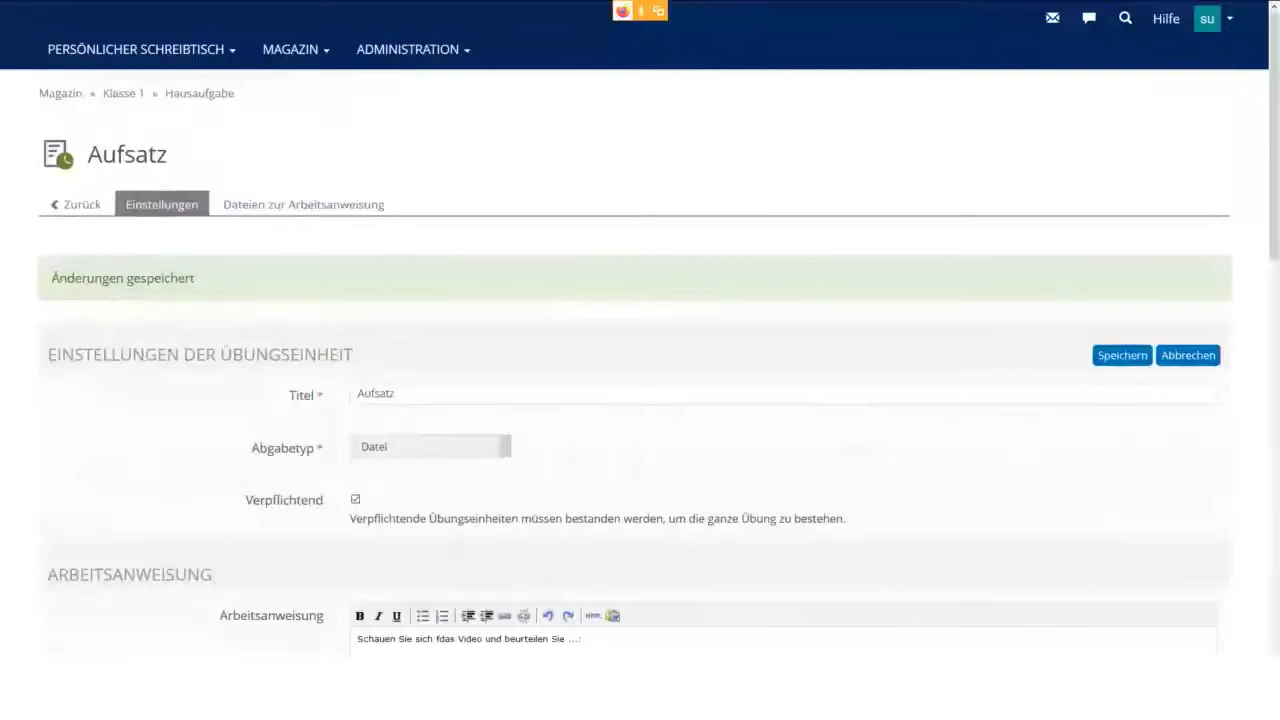 Hilfe su
PERSÖNLICHER SCHREIBTISCH MAGAZIN ADMINISTRATION
Magazin » Klasse 1 » Hausaufgabe
Aufsatz
Zurück Einstellungen Dateien zur Arbeitsanweisung
Änderungen gespeichert
EINSTELLUNGEN DER ÜBUNGSEINHEIT Speichern Abbrechen
Titel * Aufsatz
Abgabetyp * Datei
Verpflichtend
Verpflichtende Übungseinheiten müssen bestanden werden, um die ganze Übung zu bestehen.
ARBEITSANWEISUNG
Arbeitsanweisung B I U HTML
Schauen Sie sich fdas Video und beurteilen Sie ...: